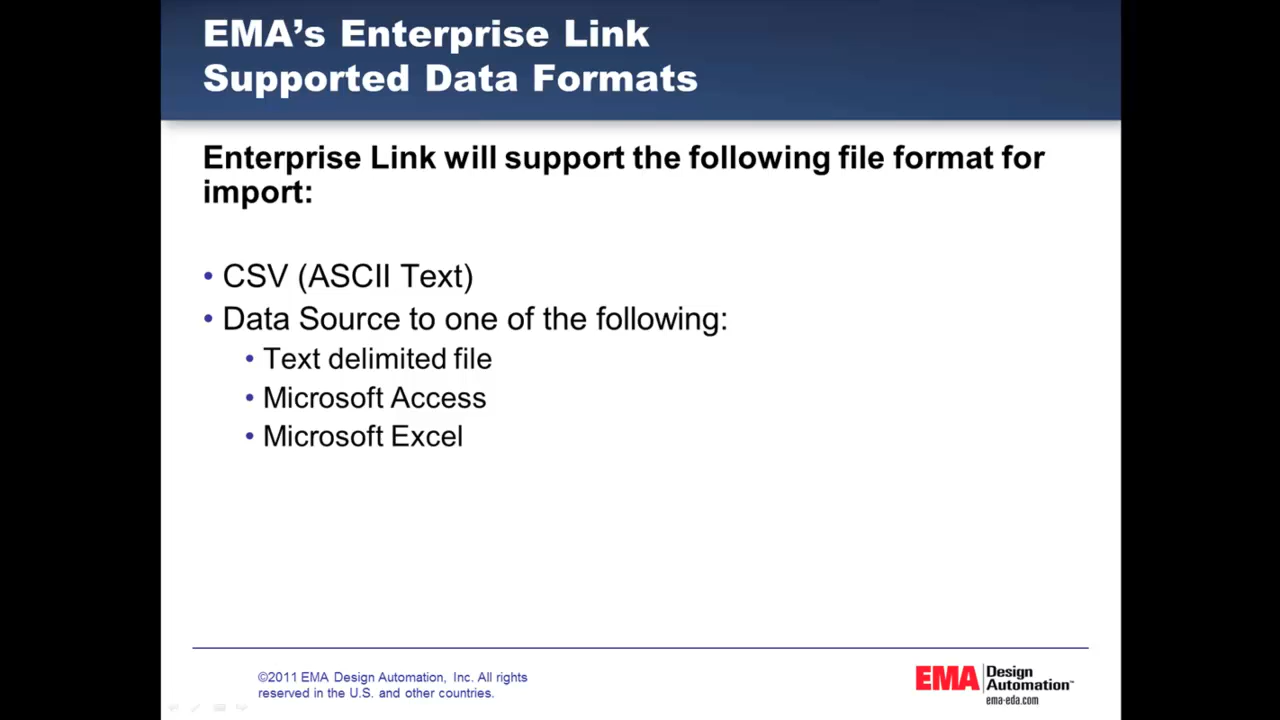 EMA's Enterprise Link
Supported Data Formats
Enterprise Link will support the following file format for
import:
• CSV (ASCII Text)
• Data Source to one of the following:
• Text delimited file
• Microsoft Access
• Microsoft Excel
©2011 EMA Design Automation, Inc. All rights
reserved in the U.S. and other countries.
EMA Design
Automation™
ema-eda.com